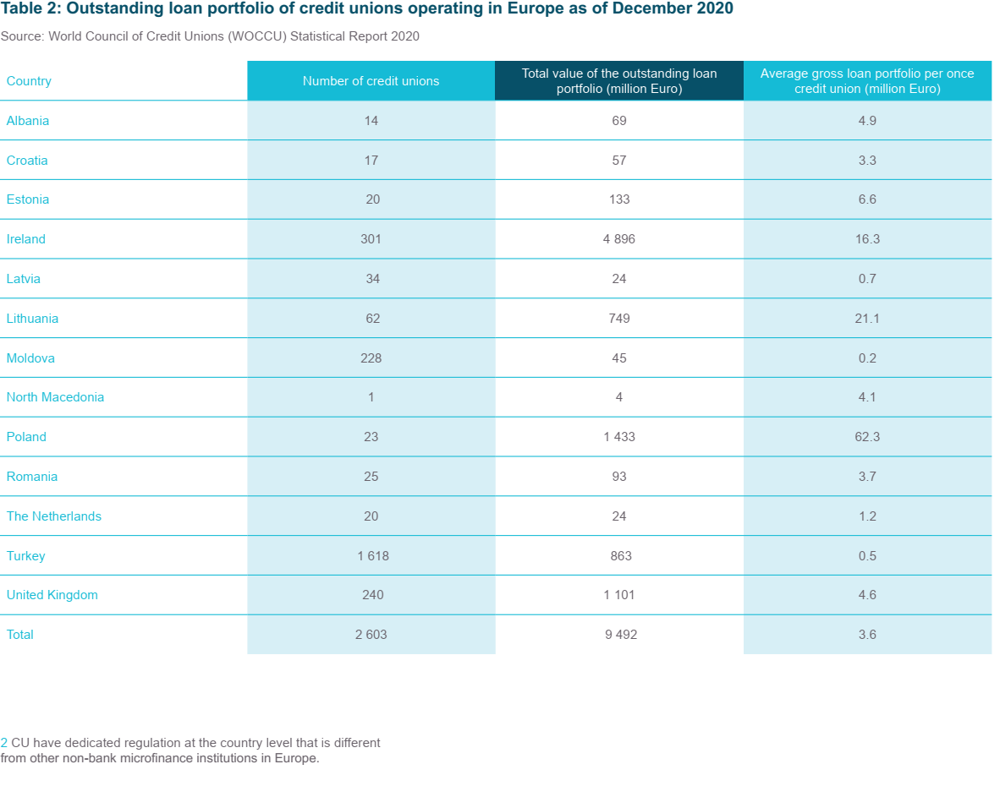 Table 2: Outstanding loan portfolio of credit unions operating in Europe as of December 2020
Source: World Council of Credit Unions (WOCCU) Statistical Report 2020
Country Number of credit unions Total value of the outstanding loan portfolio (million Euro) Average gross loan portfolio per once credit union (million Euro)
Albania 14 69 4.9
Croatia 17 57 3.3
Estonia 20 133 6.6
Ireland 301 4 896 16.3
Latvia 34 24 0.7
Lithuania 62 749 21.1
Moldova 228 45 0.2
North Macedonia 1 4 4.1
Poland 23 1 433 62.3
Romania 25 93 3.7
The Netherlands 20 24 1.2
Turkey 1 618 863 0.5
United Kingdom 240 1 101 4.6
Total 2 603 9 492 3.6
2 CU have dedicated regulation at the country level that is different
from other non-bank microfinance institutions in Europe.